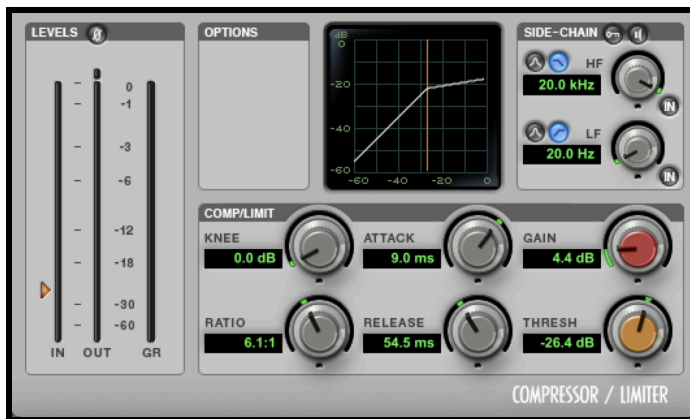 LEVELS
OPTIONS
dB
0
-20
-40
-60
-60 -40 -20 0
SIDE-CHAIN
HF
20.0 kHz
IN
LF
20.0 Hz
IN
0
-1
-3
-6
-12
-18
-30
-60
IN OUT GR
COMP/LIMIT
KNEE
0.0 dB
ATTACK
9.0 ms
GAIN
4.4 dB
RATIO
6.1:1
RELEASE
54.5 ms
THRESH
-26.4 dB
COMPRESSOR / LIMITER